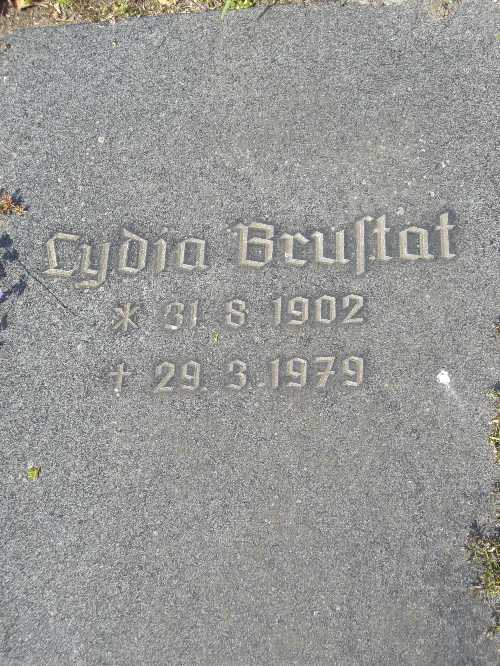 Lydia Bruſtat
* 31. 8. 1902
† 29. 3. 1979